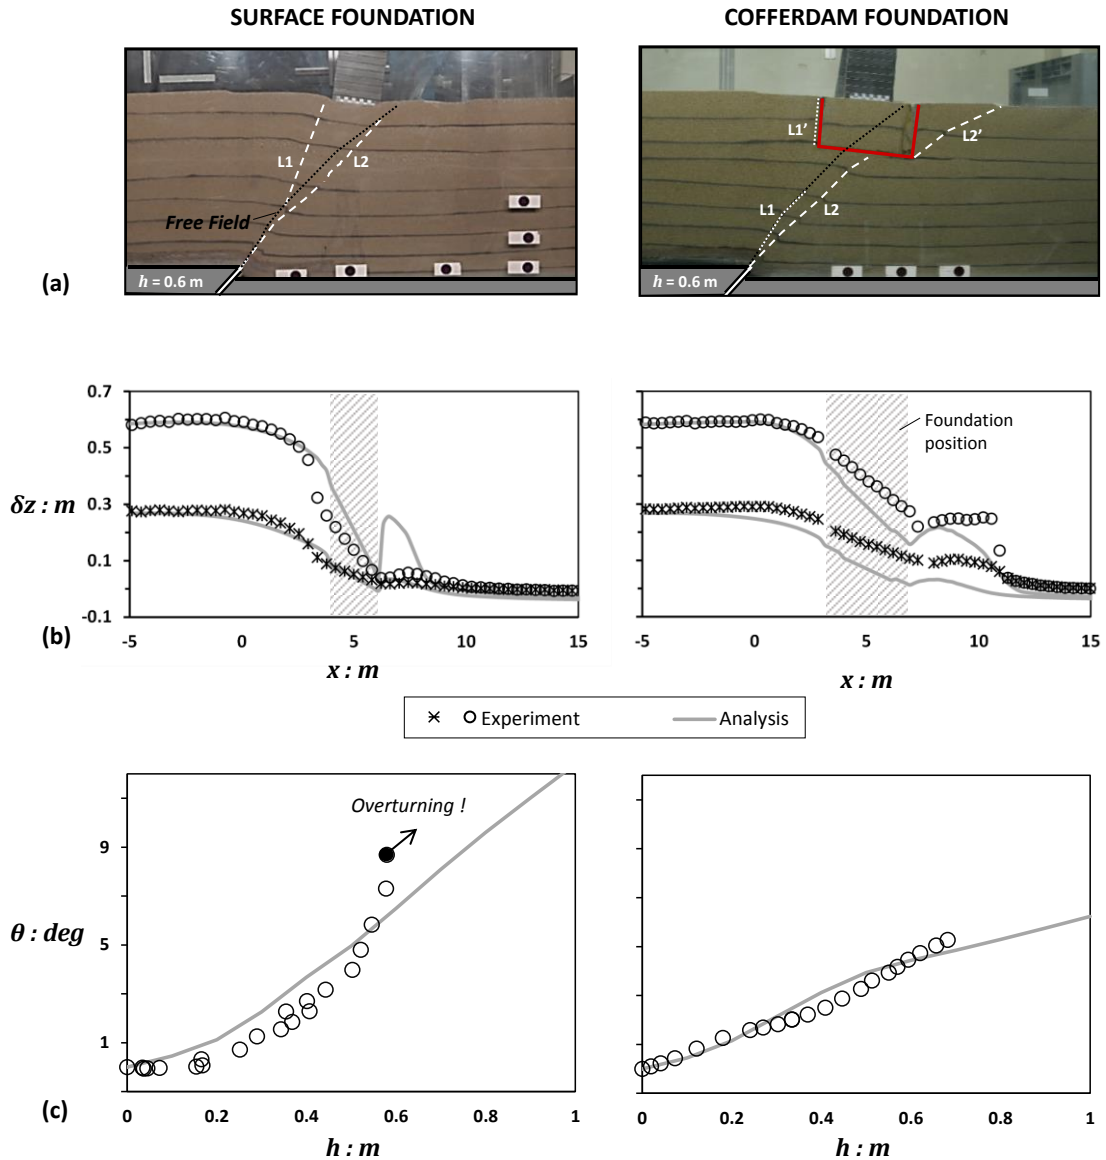 SURFACE FOUNDATION
COFFERDAM FOUNDATION
L1
L2
Free Field
h = 0.6 m
L1'
L2'
L1
L2
h = 0.6 m
(a)
0.7
0.5
0.3
0.1
-0.1
δz : m
Foundation
position
(b)
-5 0 5 10 15
x : m
-5 0 5 10 15
x : m
Experiment
Analysis
Overturning !
9
5
1
θ : deg
(c)
0 0.2 0.4 0.6 0.8 1
h : m
0 0.2 0.4 0.6 0.8 1
h : m